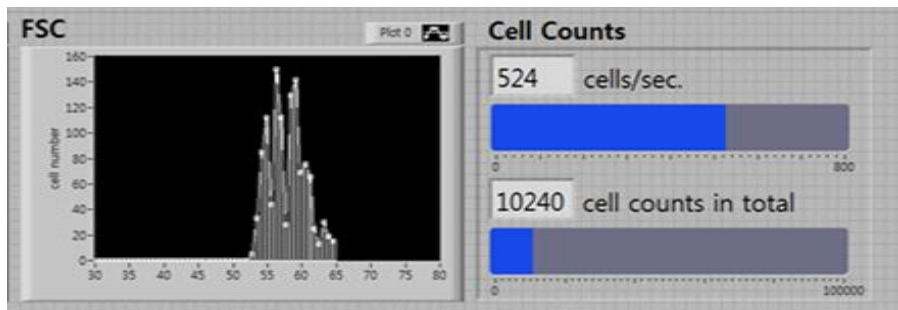 FSC
Plot 0
cell number
160
140
120
100
80
60
40
20
0
30 35 40 45 50 55 60 65 70 75 80
Cell Counts
524 cells/sec.
0 800
10240 cell counts in total
0 100000